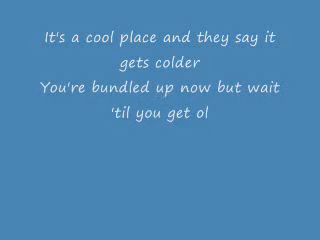 It's a cool place and they say it
gets colder
You're bundled up now but wait
'til you get ol